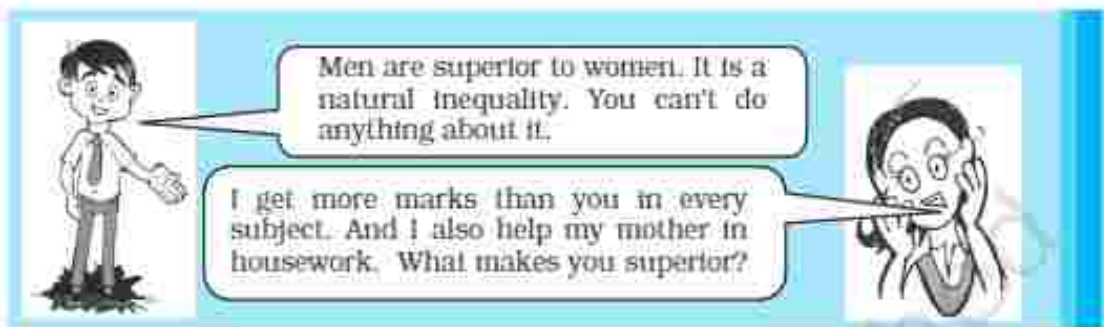 Men are superior to women. It is a
natural inequality. You can't do
anything about it.
I get more marks than you in every
subject. And I also help my mother in
housework. What makes you superior?